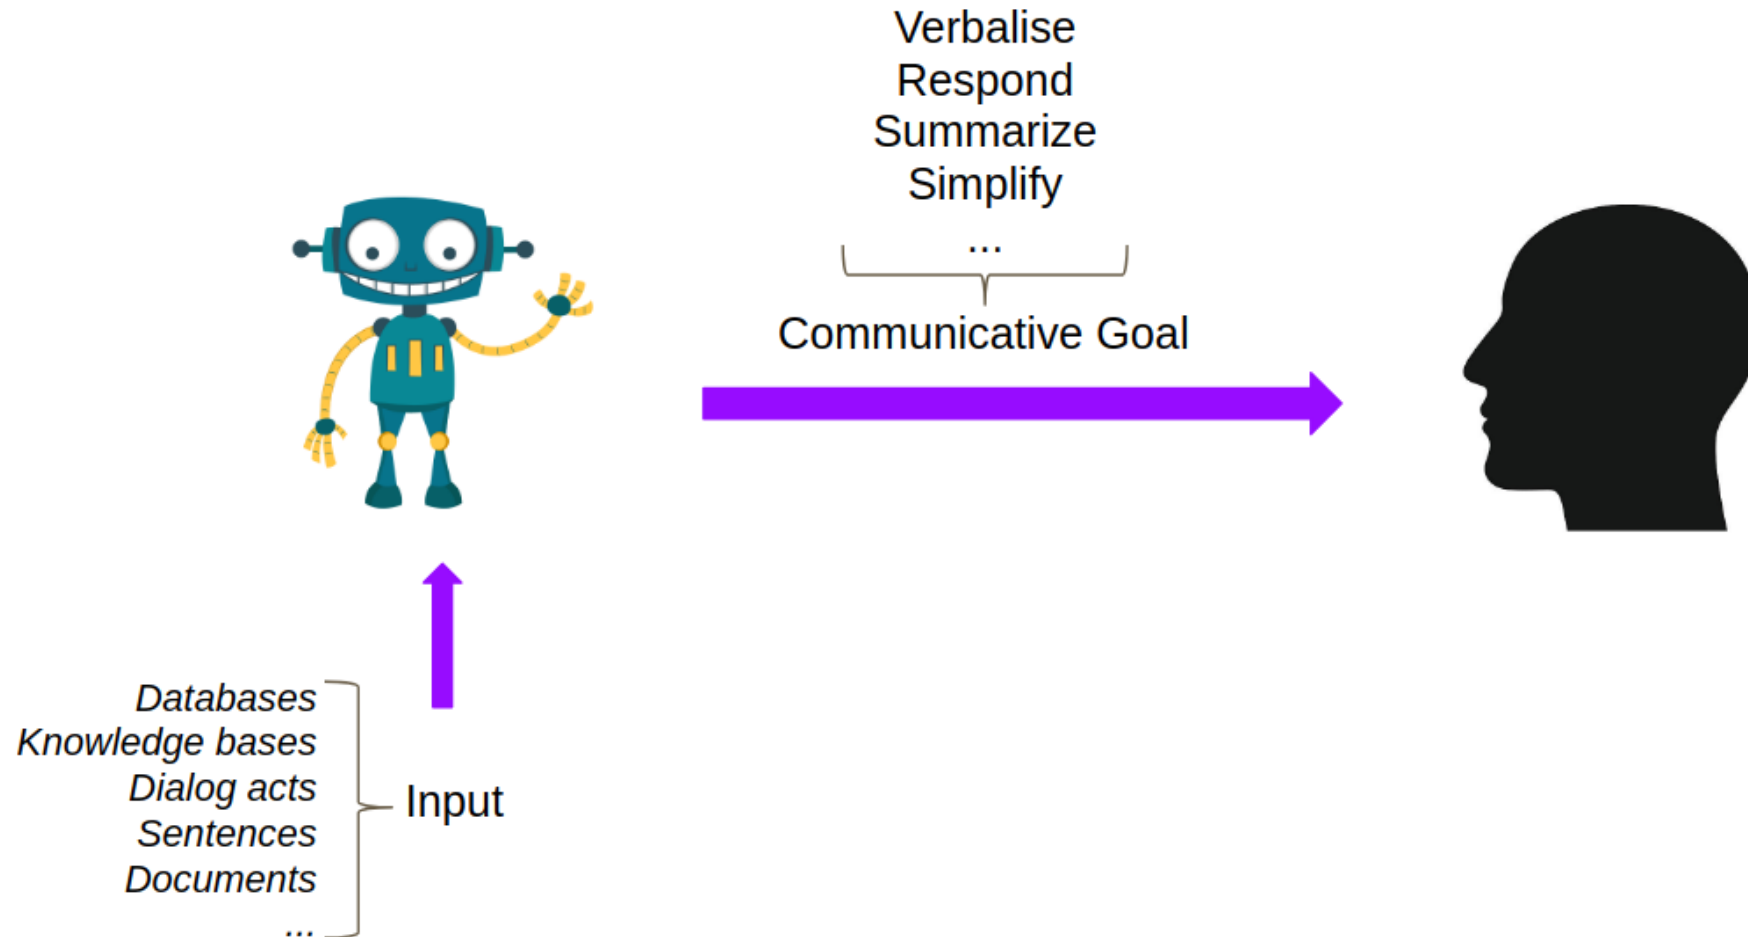 Verbalise
Respond
Summarize
Simplify
...
Communicative Goal
Databases
Knowledge bases
Dialog acts
Sentences
Documents
...
Input